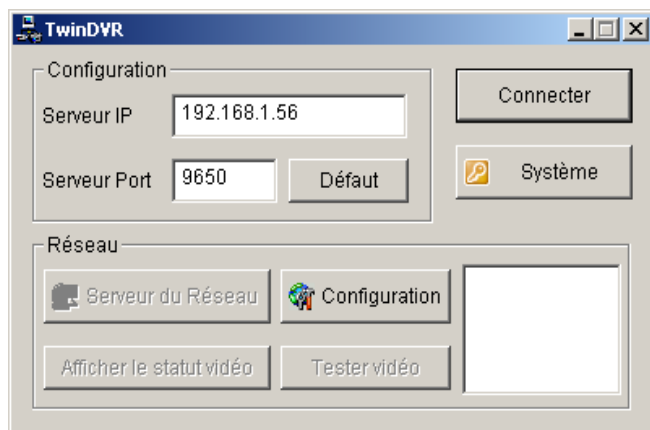 TwinDVR
Configuration
Serveur IP 192.168.1.56
Connecter
Serveur Port 9650 Défaut
Système
Réseau
Serveur du Réseau Configuration
Afficher le statut vidéo Tester vidéo